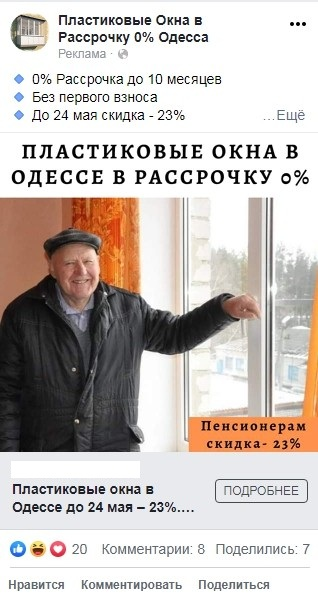 Пластиковые Окна в
Рассрочку 0% Одесса
Реклама ·
0% Рассрочка до 10 месяцев
Без первого взноса
До 24 мая скидка - 23% ...Ещё
ПЛАСТИКОВЫЕ ОКНА В
ОДЕССЕ В РАССРОЧКУ 0%
Пенсионерам
скидка- 23%
Пластиковые окна в
Одессе до 24 мая – 23%....
ПОДРОБНЕЕ
20 Комментарии: 8 Поделились: 7
Нравится Комментировать Поделиться